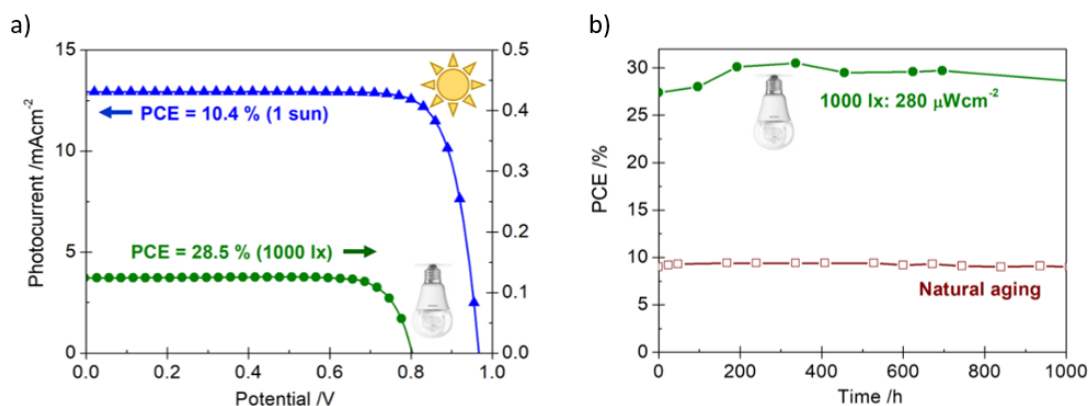 a)
15
10
5
0
Photocurrent /mAcm⁻²
PCE = 10.4 % (1 sun)
PCE = 28.5 % (1000 lx)
0.5
0.4
0.3
0.2
0.1
0.0
0.0 0.2 0.4 0.6 0.8 1.0
Potential /V
b)
30
25
20
15
10
5
0
PCE /%
1000 lx: 280 μWcm⁻²
Natural aging
0 200 400 600 800 1000
Time /h